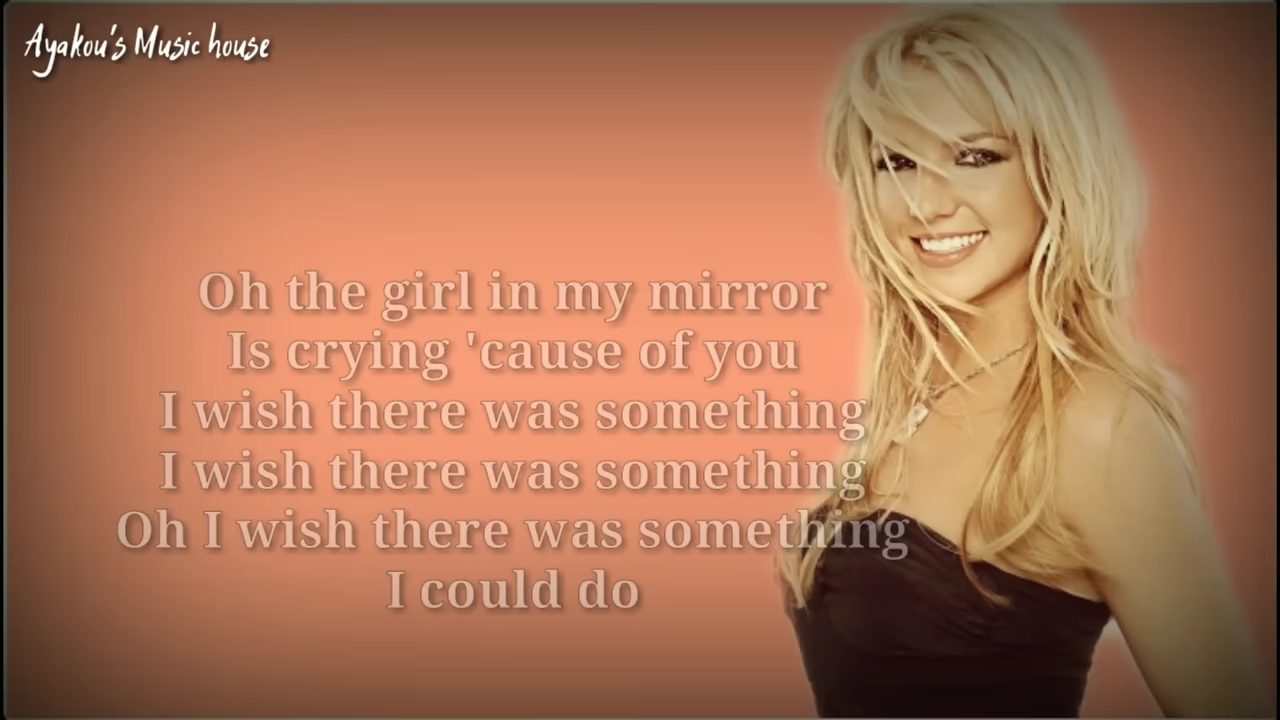 Ayakou's Music house
Oh the girl in my mirror
Is crying 'cause of you
I wish there was something
I wish there was something
Oh I wish there was something
I could do